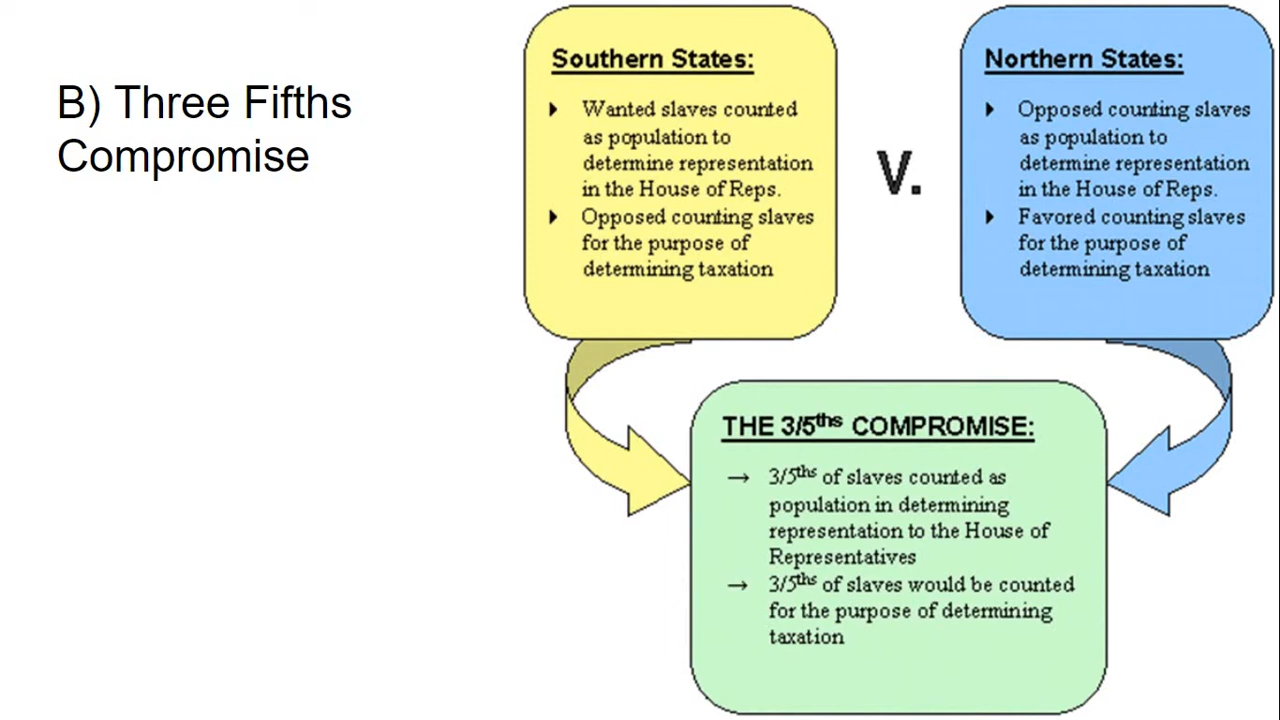 B) Three Fifths
Compromise
Southern States:
Wanted slaves counted
as population to
determine representation
in the House of Reps.
Opposed counting slaves
for the purpose of
determining taxation
V.
Northern States:
Opposed counting slaves
as population to
determine representation
in the House of Reps.
Favored counting slaves
for the purpose of
determining taxation
THE 3/5ths COMPROMISE:
→ 3/5ths of slaves counted as
population in determining
representation to the House of
Representatives
→ 3/5ths of slaves would be counted
for the purpose of determining
taxation